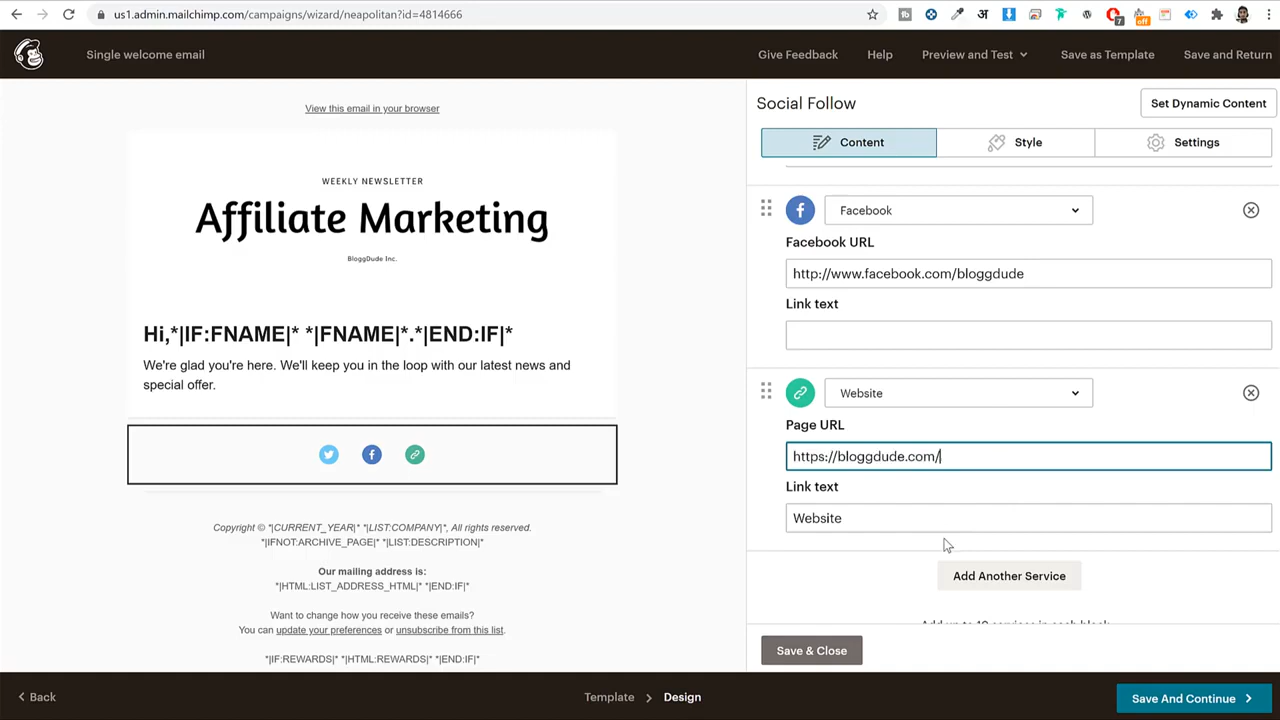 us1.admin.mailchimp.com/campaigns/wizard/neapolitan?id=4814666
7
off
Single welcome email
Give Feedback
Help
Preview and Test
Save as Template
Save and Return
View this email in your browser
WEEKLY NEWSLETTER
Affiliate Marketing
BloggDude Inc.
Hi,*|IF:FNAME|* *|FNAME|*.*|END:IF|*
We're glad you're here. We'll keep you in the loop with our latest news and
special offer.
Copyright © *|CURRENT_YEAR|* *|LIST:COMPANY|*, All rights reserved.
*|IFNOT:ARCHIVE_PAGE|* *|LIST:DESCRIPTION|*
Our mailing address is:
*|HTML:LIST_ADDRESS_HTML|* *|END:IF|*
Want to change how you receive these emails?
You can update your preferences or unsubscribe from this list.
*|IF:REWARDS|* *|HTML:REWARDS|* *|END:IF|*
Social Follow
Set Dynamic Content
Content
Style
Settings
Facebook
Facebook URL
http://www.facebook.com/bloggdude
Link text
Website
Page URL
https://bloggdude.com/
Link text
Website
Add Another Service
Save & Close
Back
Template
Design
Save And Continue